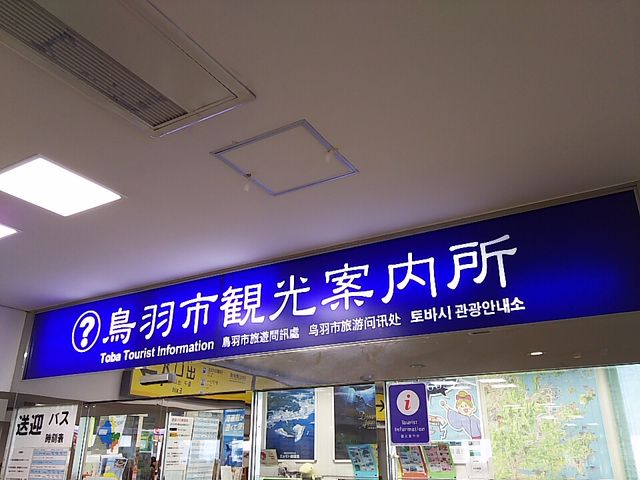 ? 鳥羽市観光案内所
Toba Tourist Information 鳥羽市旅遊問訊處 鸟羽市旅游问讯处 토바시 관광안내소
送迎バス
時刻表
i
Tourist
Information